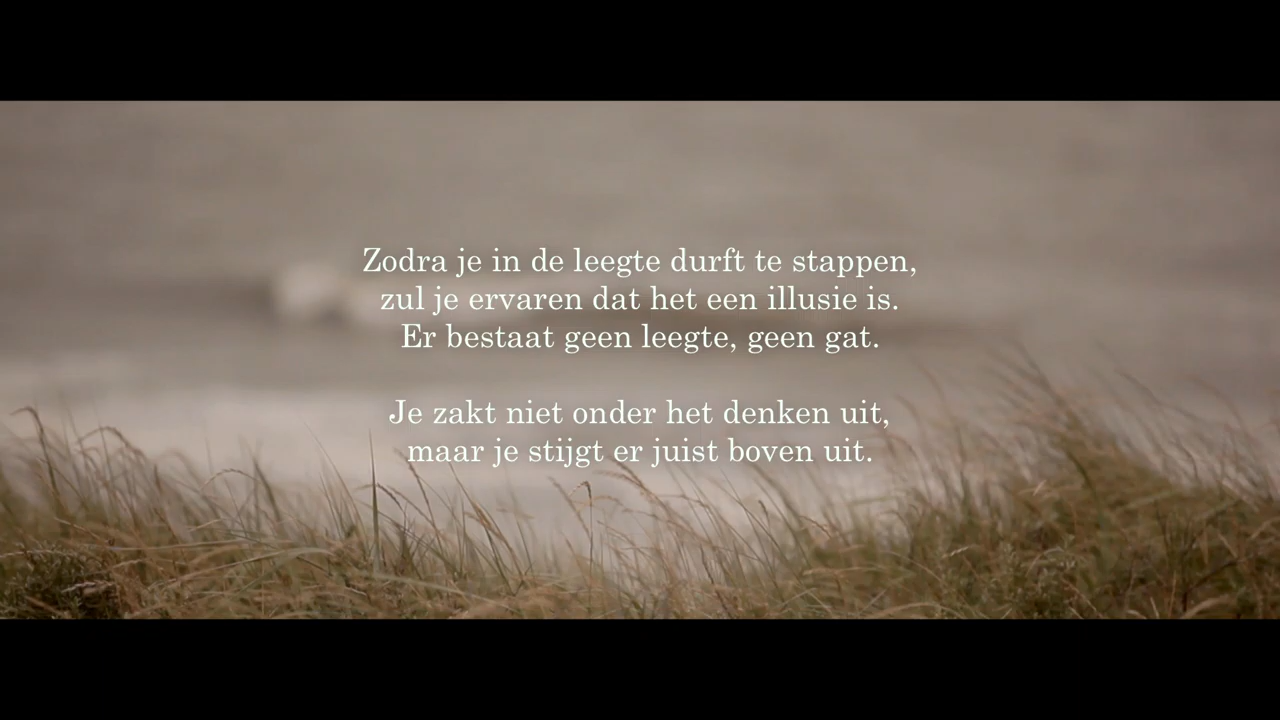 Zodra je in de leegte durft te stappen,
zul je ervaren dat het een illusie is.
Er bestaat geen leegte, geen gat.
Je zakt niet onder het denken uit,
maar je stijgt er juist boven uit.